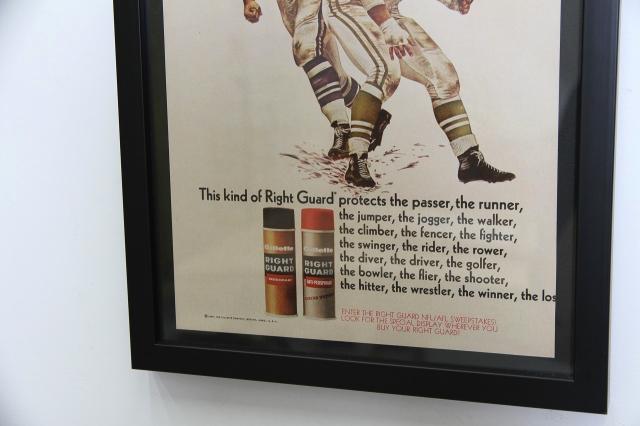 This kind of Right Guard® protects the passer, the runner,
the jumper, the jogger, the walker,
the climber, the fencer, the fighter,
the swinger, the rider, the rower,
the diver, the driver, the golfer,
the bowler, the flier, the shooter,
the hitter, the wrestler, the winner, the los
Gillette
RIGHT
GUARD
DEODORANT
Gillette
RIGHT
GUARD
ANTI-PERSPIRANT
ENTER THE RIGHT GUARD NFL/AFL SWEEPSTAKES!
LOOK FOR THE SPECIAL DISPLAY WHEREVER YOU
BUY YOUR RIGHT GUARD!